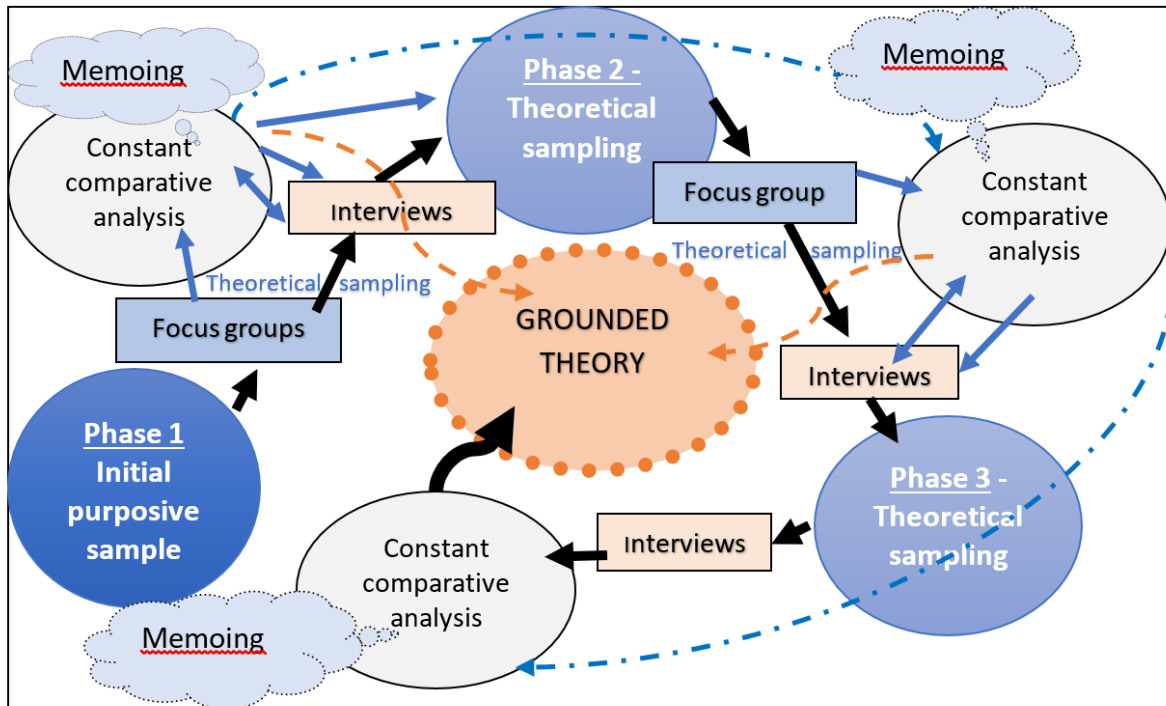 Memoing
Constant
comparative
analysis
Interviews
Theoretical sampling
Focus groups
Phase 1
Initial
purposive
sample
Phase 2 -
Theoretical
sampling
Focus group
Theoretical sampling
Memoing
Constant
comparative
analysis
Interviews
Phase 3 -
Theoretical
sampling
Interviews
Constant
comparative
analysis
Memoing
GROUNDED
THEORY